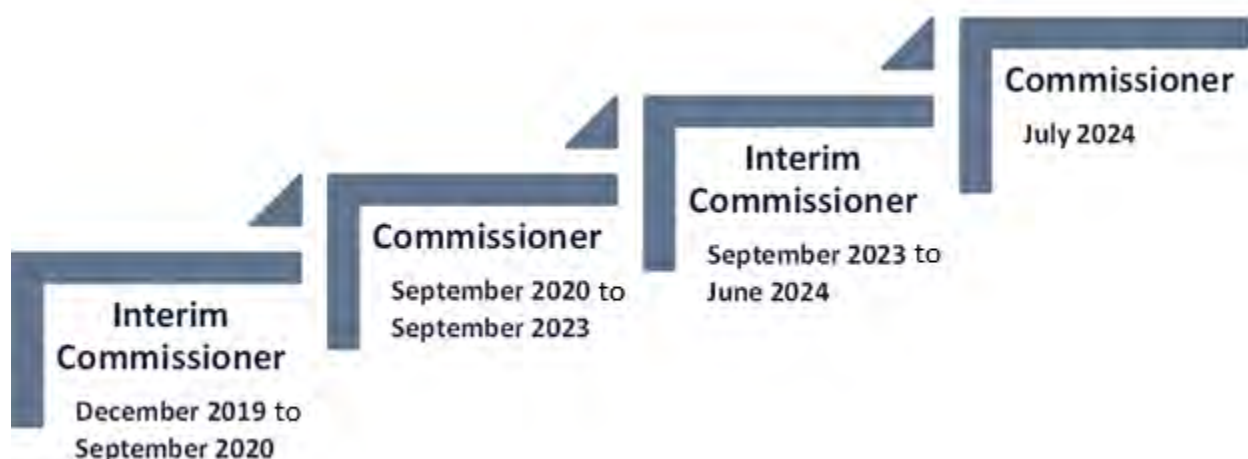 Interim
Commissioner
December 2019 to
September 2020
Commissioner
September 2020 to
September 2023
Interim
Commissioner
September 2023 to
June 2024
Commissioner
July 2024